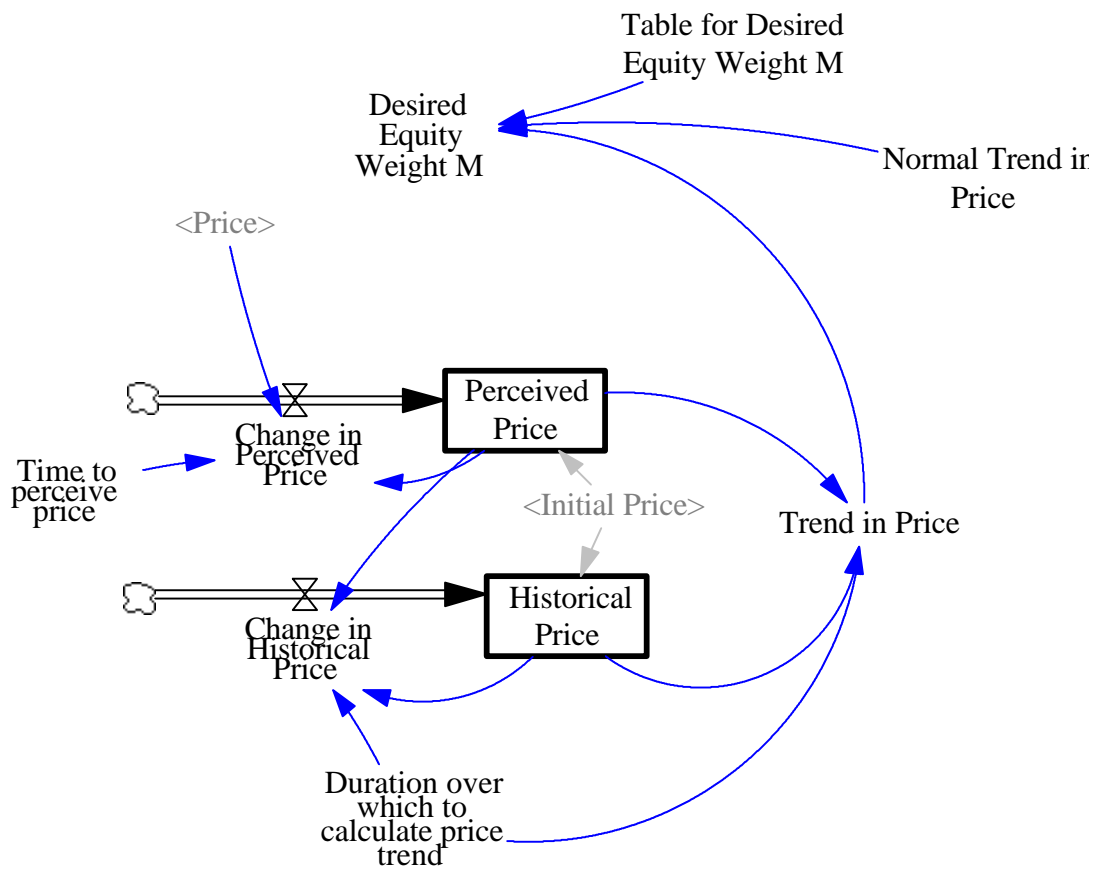 Table for Desired
Equity Weight M
Desired
Equity
Weight M
Normal Trend in
Price
<Price>
Perceived
Price
Change in
Perceived
Price
Time to
perceive
price
<Initial Price>
Trend in Price
Historical
Price
Change in
Historical
Price
Duration over
which to
calculate price
trend